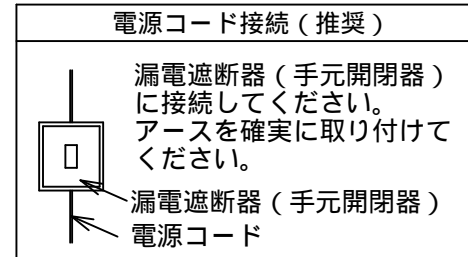 電源コード接続（推奨）
漏電遮断器（手元開閉器）
に接続してください。
アースを確実に取り付けて
ください。
漏電遮断器（手元開閉器）
電源コード